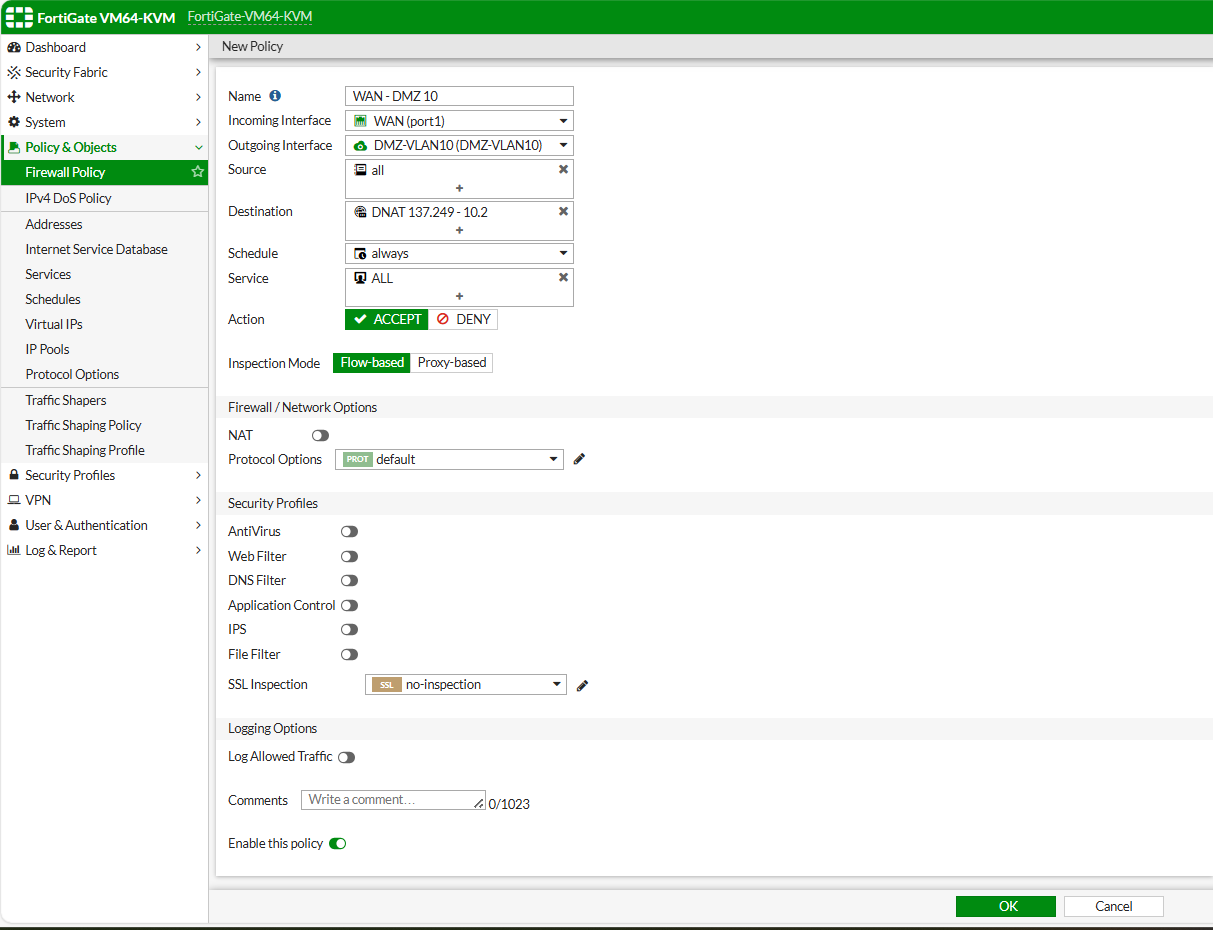 FortiGate VM64-KVM FortiGate-VM64-KVM
Dashboard
Security Fabric
Network
System
Policy & Objects
Firewall Policy
IPv4 DoS Policy
Addresses
Internet Service Database
Services
Schedules
Virtual IPs
IP Pools
Protocol Options
Traffic Shapers
Traffic Shaping Policy
Traffic Shaping Profile
Security Profiles
VPN
User & Authentication
Log & Report
New Policy
Name WAN - DMZ 10
Incoming Interface WAN (port1)
Outgoing Interface DMZ-VLAN10 (DMZ-VLAN10)
Source all
+
Destination DNAT 137.249 - 10.2
+
Schedule always
Service ALL
+
Action ACCEPT DENY
Inspection Mode Flow-based Proxy-based
Firewall / Network Options
NAT
Protocol Options PROT default
Security Profiles
AntiVirus
Web Filter
DNS Filter
Application Control
IPS
File Filter
SSL Inspection SSL no-inspection
Logging Options
Log Allowed Traffic
Comments Write a comment... 0/1023
Enable this policy
OK Cancel